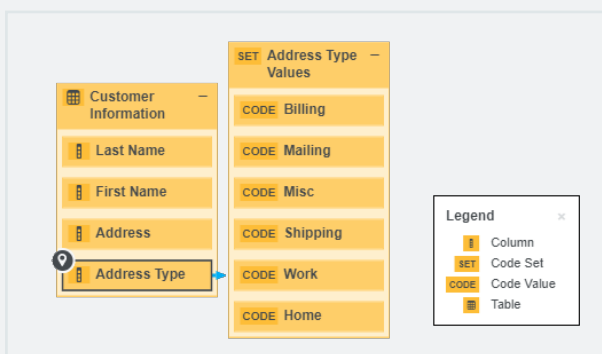 Customer
Information
Last Name
First Name
Address
Address Type
SET Address Type
Values
CODE Billing
CODE Mailing
CODE Misc
CODE Shipping
CODE Work
CODE Home
Legend
Column
SET Code Set
CODE Code Value
Table